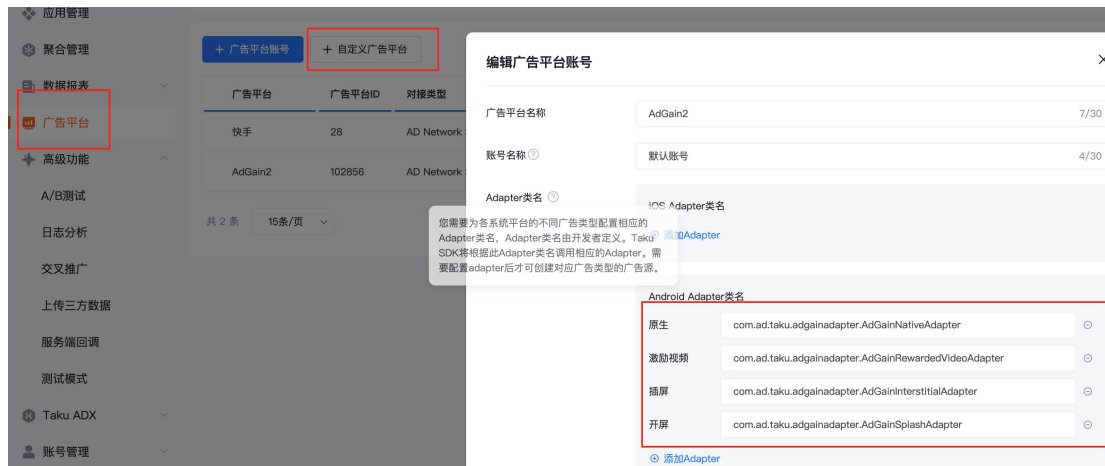 应用管理
聚合管理
数据报表
广告平台
高级功能
A/B测试
日志分析
交叉推广
上传三方数据
服务端回调
测试模式
Taku ADX
账号管理
+ 广告平台账号
+ 自定义广告平台
广告平台 广告平台ID 对接类型
快手 28 AD Network
AdGain2 102856 AD Network
共 2 条 15条/页
编辑广告平台账号
广告平台名称 AdGain2 7/30
账号名称 默认账号 4/30
Adapter类名
iOS Adapter类名
添加Adapter
您需要为各系统平台的不同广告类型配置相应的
Adapter类名，Adapter类名由开发者定义。Taku
SDK将根据此Adapter类名调用相应的Adapter。需
要配置adapter后才可创建对应广告类型的广告源。
Android Adapter类名
原生 com.ad.taku.adgainadapter.AdGainNativeAdapter
激励视频 com.ad.taku.adgainadapter.AdGainRewardedVideoAdapter
插屏 com.ad.taku.adgainadapter.AdGainInterstitialAdapter
开屏 com.ad.taku.adgainadapter.AdGainSplashAdapter
添加Adapter